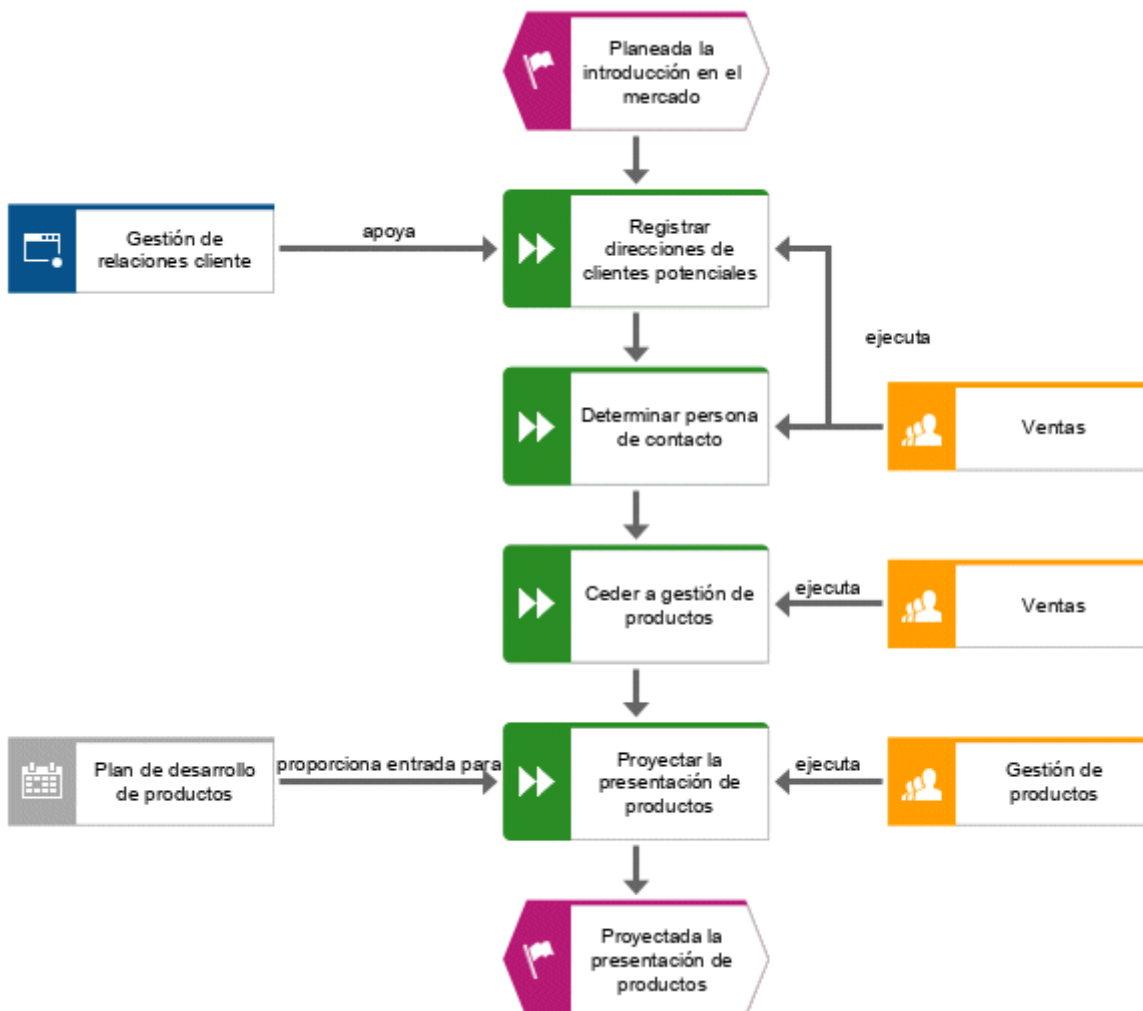 Planeada la
introducción en el
mercado
Gestión de
relaciones cliente
apoya
Registrar
direcciones de
clientes potenciales
ejecuta
Determinar persona
de contacto
Ventas
Ceder a gestión de
productos
ejecuta
Ventas
Plan de desarrollo
de productos
proporciona entrada para
Proyectar la
presentación de
productos
ejecuta
Gestión de
productos
Proyectada la
presentación de
productos